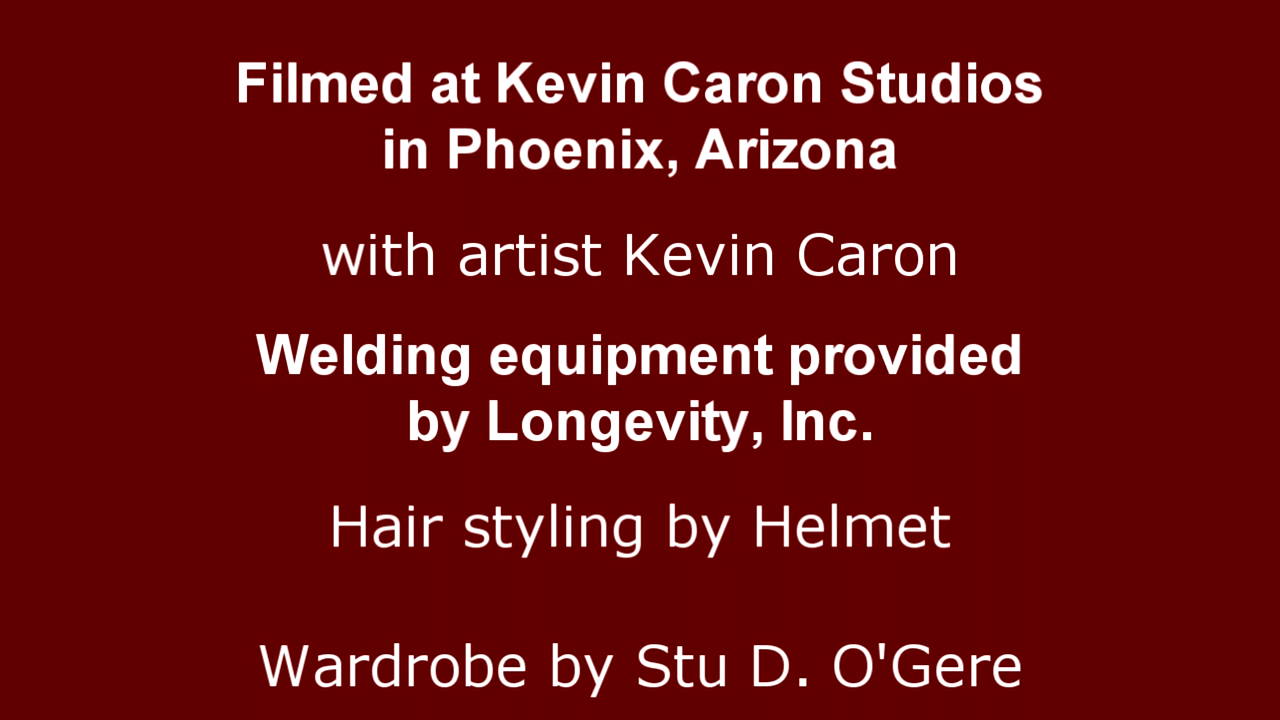 Filmed at Kevin Caron Studios
in Phoenix, Arizona
with artist Kevin Caron
Welding equipment provided
by Longevity, Inc.
Hair styling by Helmet
Wardrobe by Stu D. O'Gere